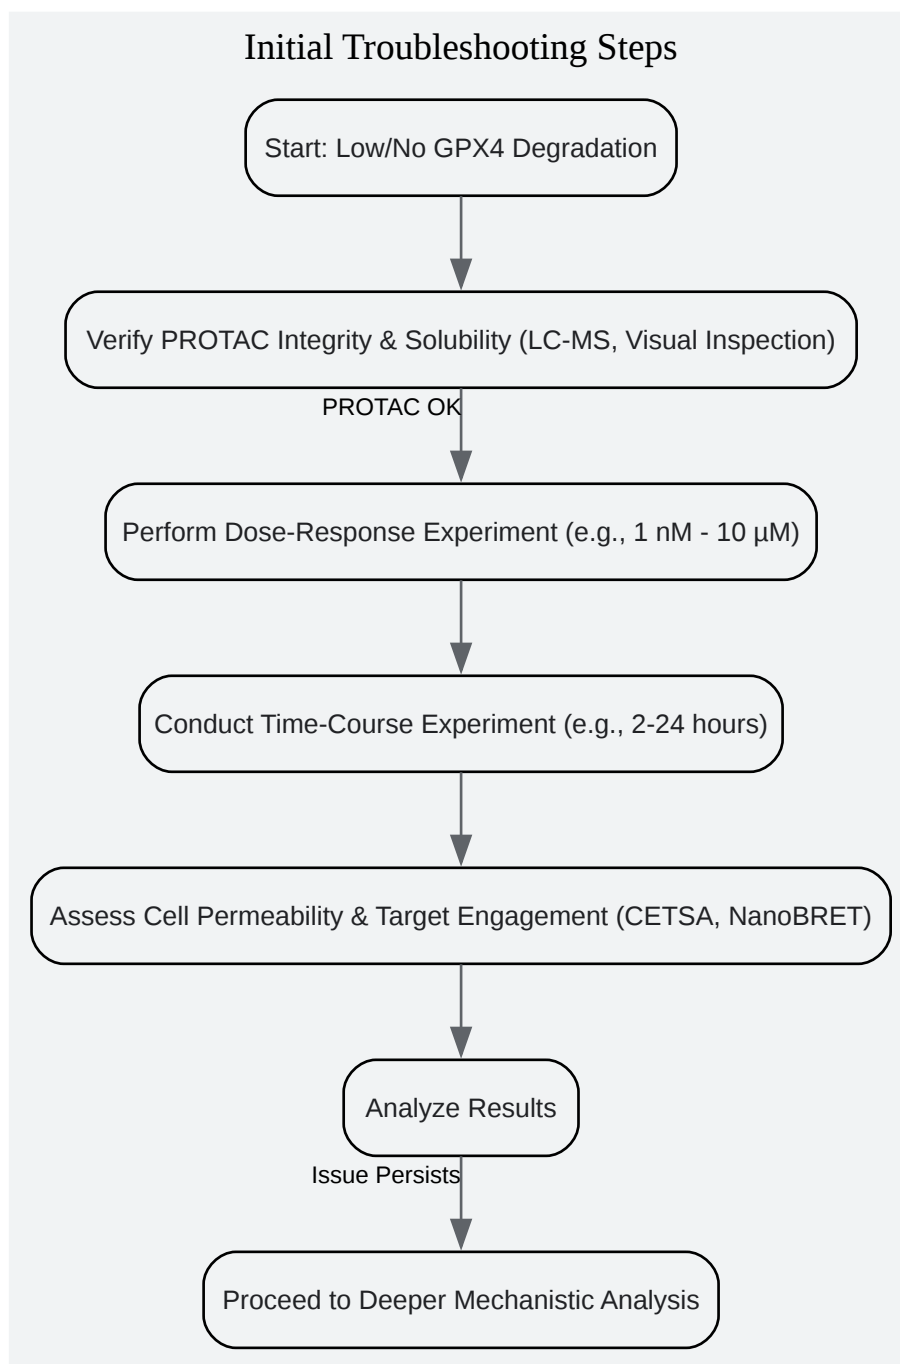 Initial Troubleshooting Steps
Start: Low/No GPX4 Degradation
Verify PROTAC Integrity & Solubility (LC-MS, Visual Inspection)
PROTAC OK
Perform Dose-Response Experiment (e.g., 1 nM - 10 µM)
Conduct Time-Course Experiment (e.g., 2-24 hours)
Assess Cell Permeability & Target Engagement (CETSA, NanoBRET)
Analyze Results
Issue Persists
Proceed to Deeper Mechanistic Analysis